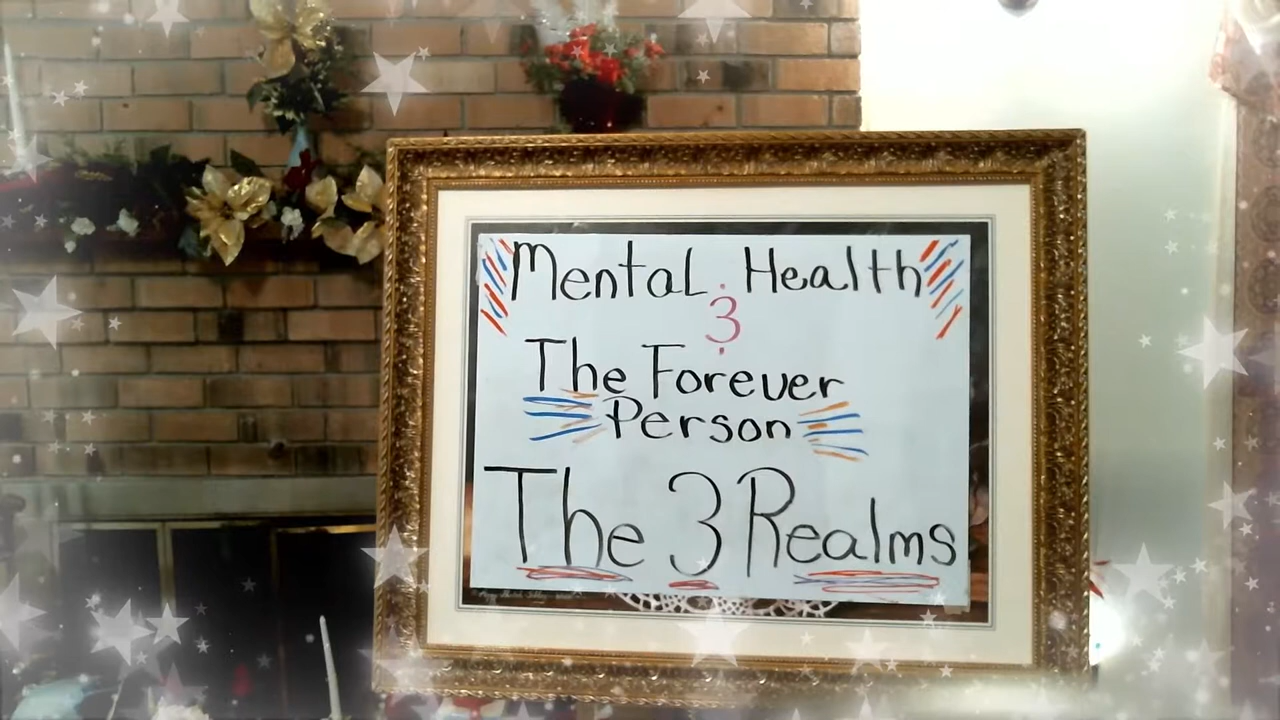 Mental Health
3
The Forever
Person
The 3 Realms